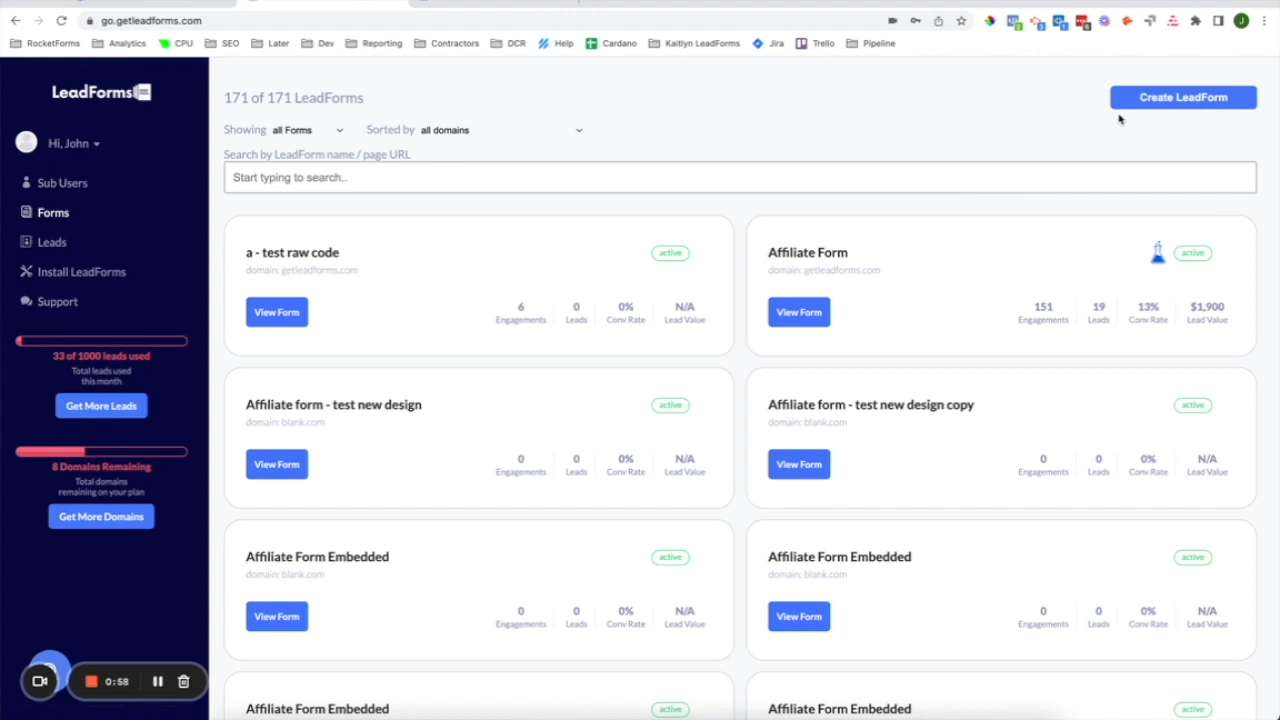 go.getleadforms.com
RocketForms Analytics CPU SEO Later Dev Reporting Contractors DCR Help Cardano Kaitlyn LeadForms Jira Trello Pipeline
LeadForms
Hi, John
Sub Users
Forms
Leads
Install LeadForms
Support
33 of 1000 leads used
Total leads used
this month
Get More Leads
8 Domains Remaining
Total domains
remaining on your plan
Get More Domains
0:58
171 of 171 LeadForms
Create LeadForm
Showing all Forms Sorted by all domains
Search by LeadForm name / page URL
Start typing to search..
a - test raw code
active
domain: getleadforms.com
View Form
6 0 0% N/A
Engagements Leads Conv Rate Lead Value
Affiliate Form
active
domain: getleadforms.com
View Form
151 19 13% $1,900
Engagements Leads Conv Rate Lead Value
Affiliate form - test new design
active
domain: blank.com
View Form
0 0 0% N/A
Engagements Leads Conv Rate Lead Value
Affiliate form - test new design copy
active
domain: blank.com
View Form
0 0 0% N/A
Engagements Leads Conv Rate Lead Value
Affiliate Form Embedded
active
domain: blank.com
View Form
0 0 0% N/A
Engagements Leads Conv Rate Lead Value
Affiliate Form Embedded
active
domain: blank.com
View Form
0 0 0% N/A
Engagements Leads Conv Rate Lead Value
Affiliate Form Embedded
active
Affiliate Form Embedded
active